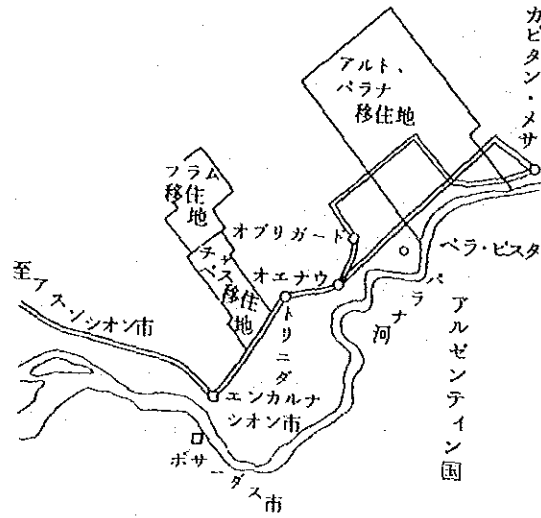 カピタン・メサ
アルト、
パラナ
移住地
フラム
移住地
オブリガード
チャベス移住地
オエナウ
ベラ・ビスタ
至アスンシオン市
パラナ河
トリニダ
アルゼンティン国
エンカルナ
シオン市
ボサーダス市